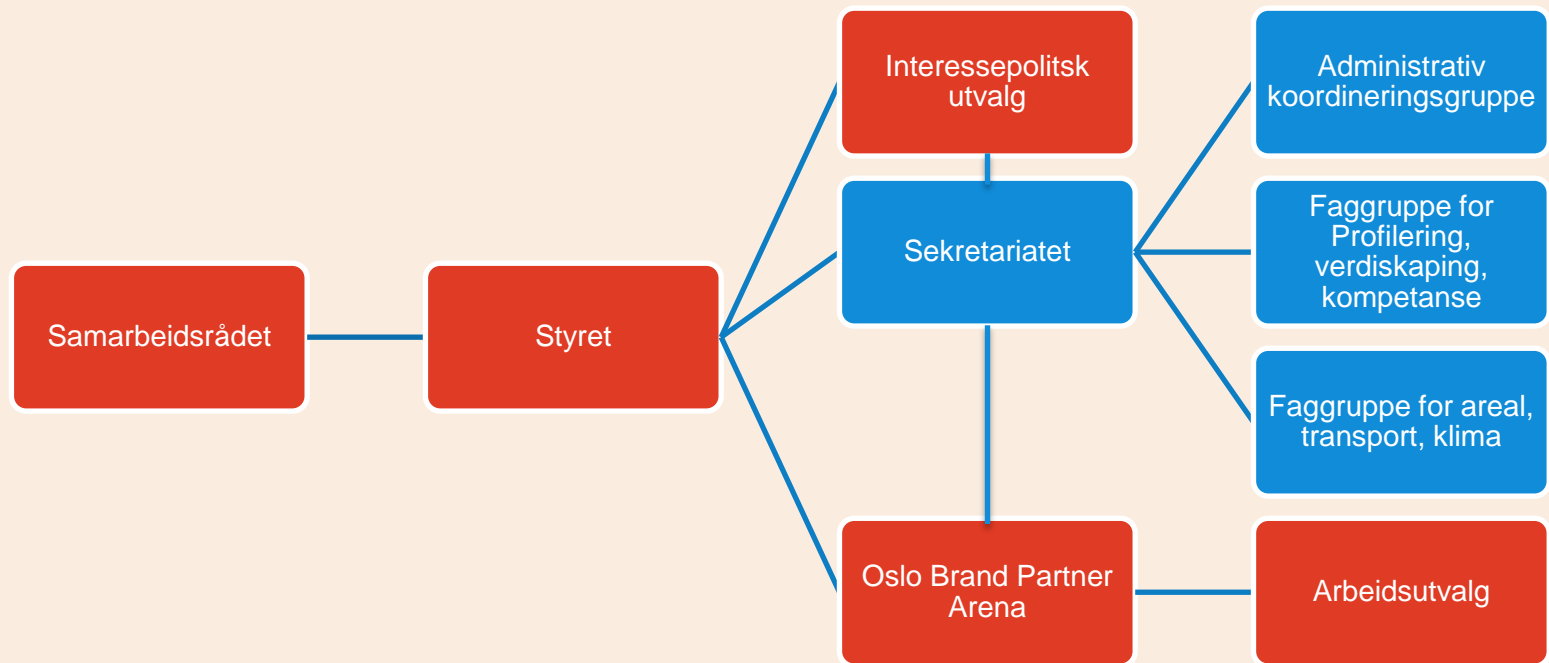 Samarbeidsrådet
Styret
Interessepolitsk
utvalg
Sekretariatet
Oslo Brand Partner
Arena
Administrativ
koordineringsgruppe
Faggruppe for
Profilering,
verdiskaping,
kompetanse
Faggruppe for areal,
transport, klima
Arbeidsutvalg